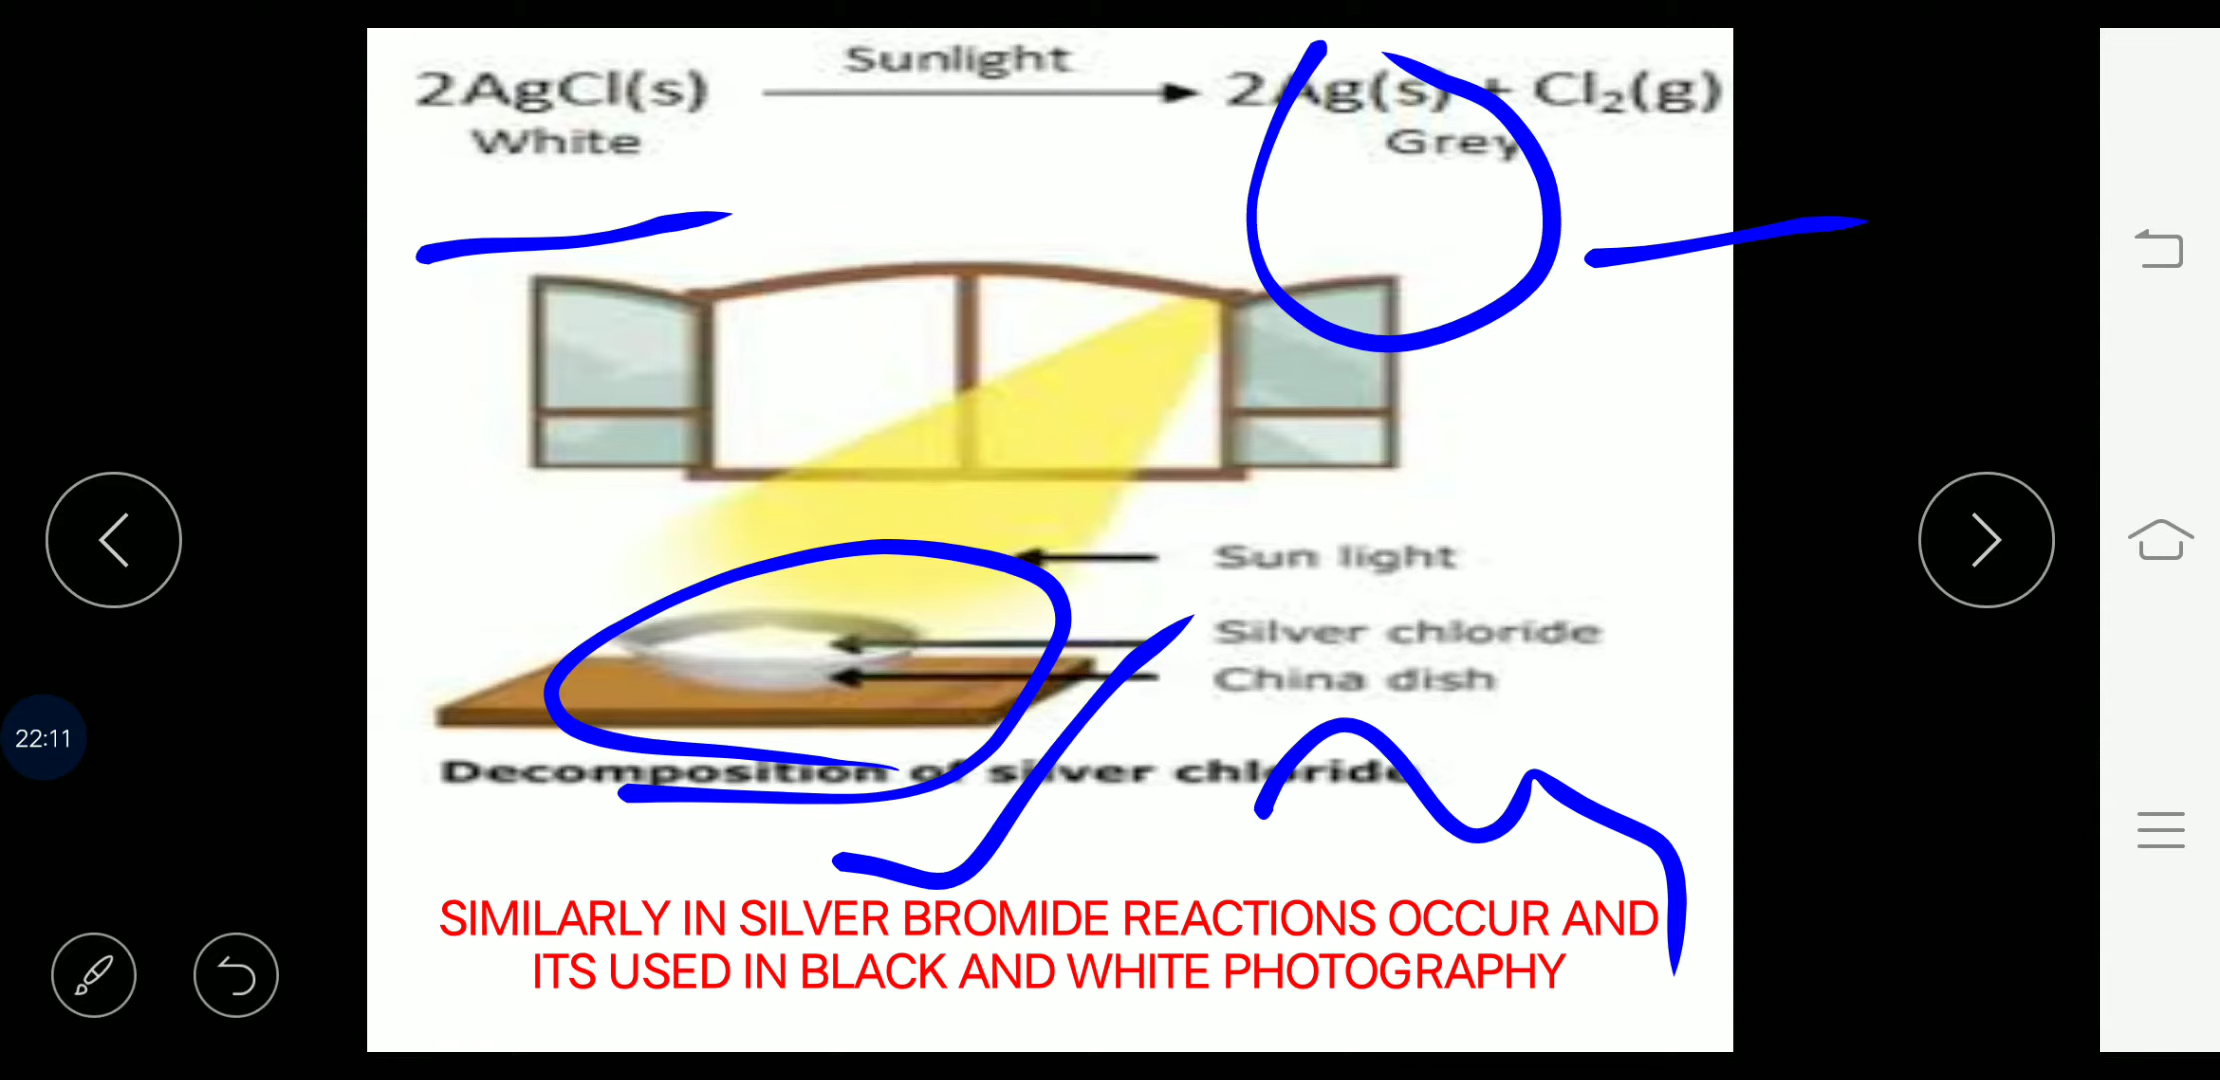 Sunlight
2AgCl(s) → 2Ag(s) + Cl₂(g)
White Grey
Sun light
Silver chloride
China dish
22:11
Decomposition of silver chloride
SIMILARLY IN SILVER BROMIDE REACTIONS OCCUR AND
ITS USED IN BLACK AND WHITE PHOTOGRAPHY